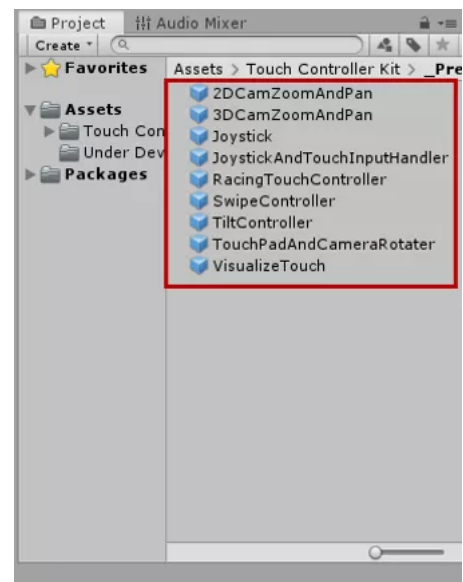 Project Audio Mixer
Create
Favorites
Assets > Touch Controller Kit > _Pre
Assets
Touch Con
Under Dev
Packages
2DCamZoomAndPan
3DCamZoomAndPan
Joystick
JoystickAndTouchInputHandler
RacingTouchController
SwipeController
TiltController
TouchPadAndCameraRotater
VisualizeTouch